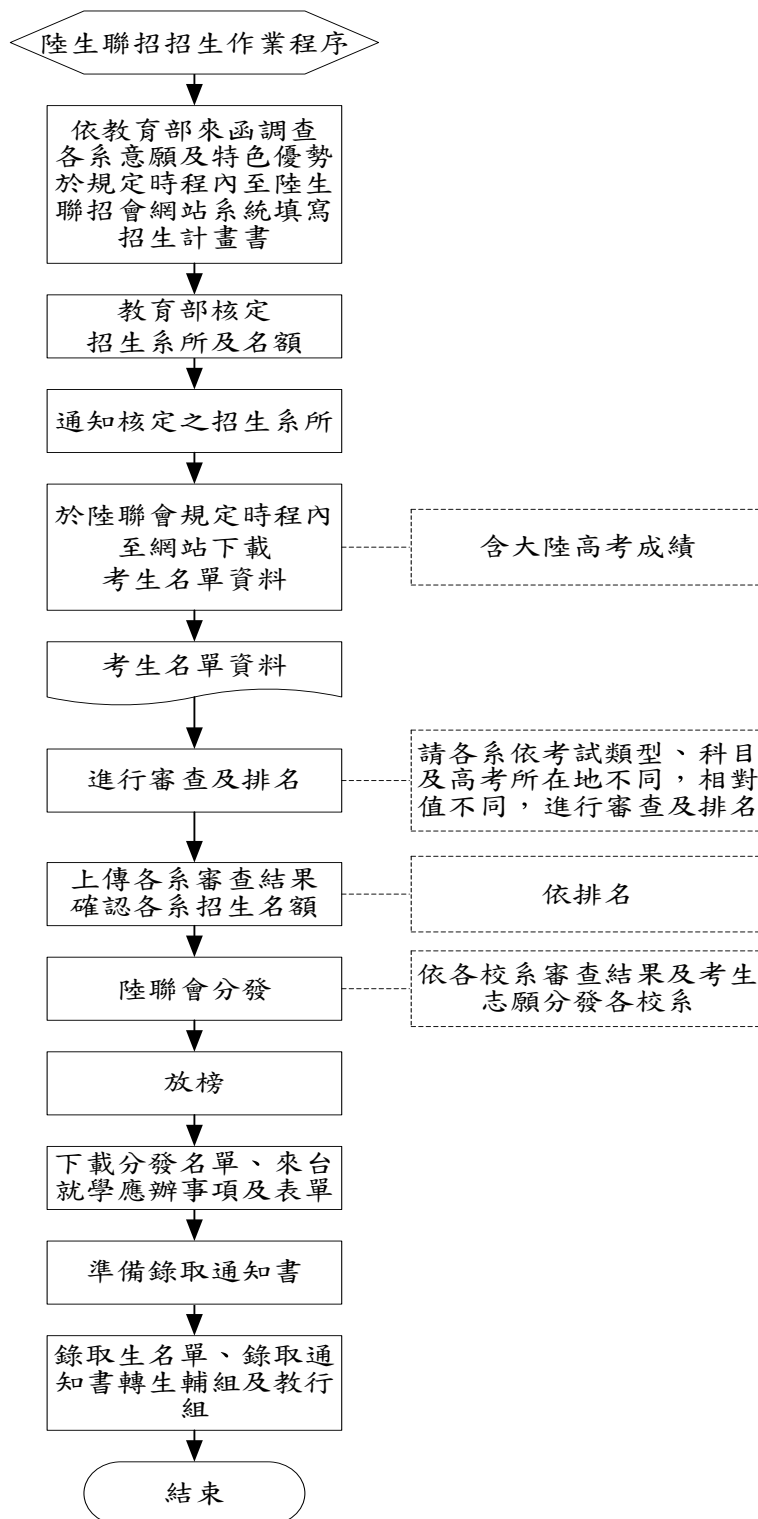 陸生聯招招生作業程序
依教育部來函調查
各系意願及特色優勢
於規定時程內至陸生
聯招會網站系統填寫
招生計畫書
教育部核定
招生系所及名額
通知核定之招生系所
於陸聯會規定時程內
至網站下載
考生名單資料
含大陸高考成績
考生名單資料
進行審查及排名
請各系依考試類型、科目
及高考所在地不同，相對
值不同，進行審查及排名
上傳各系審查結果
確認各系招生名額
依排名
陸聯會分發
依各校系審查結果及考生
志願分發各校系
放榜
下載分發名單、來台
就學應辦事項及表單
準備錄取通知書
錄取生名單、錄取通
知書轉生輔組及教行
組
結束